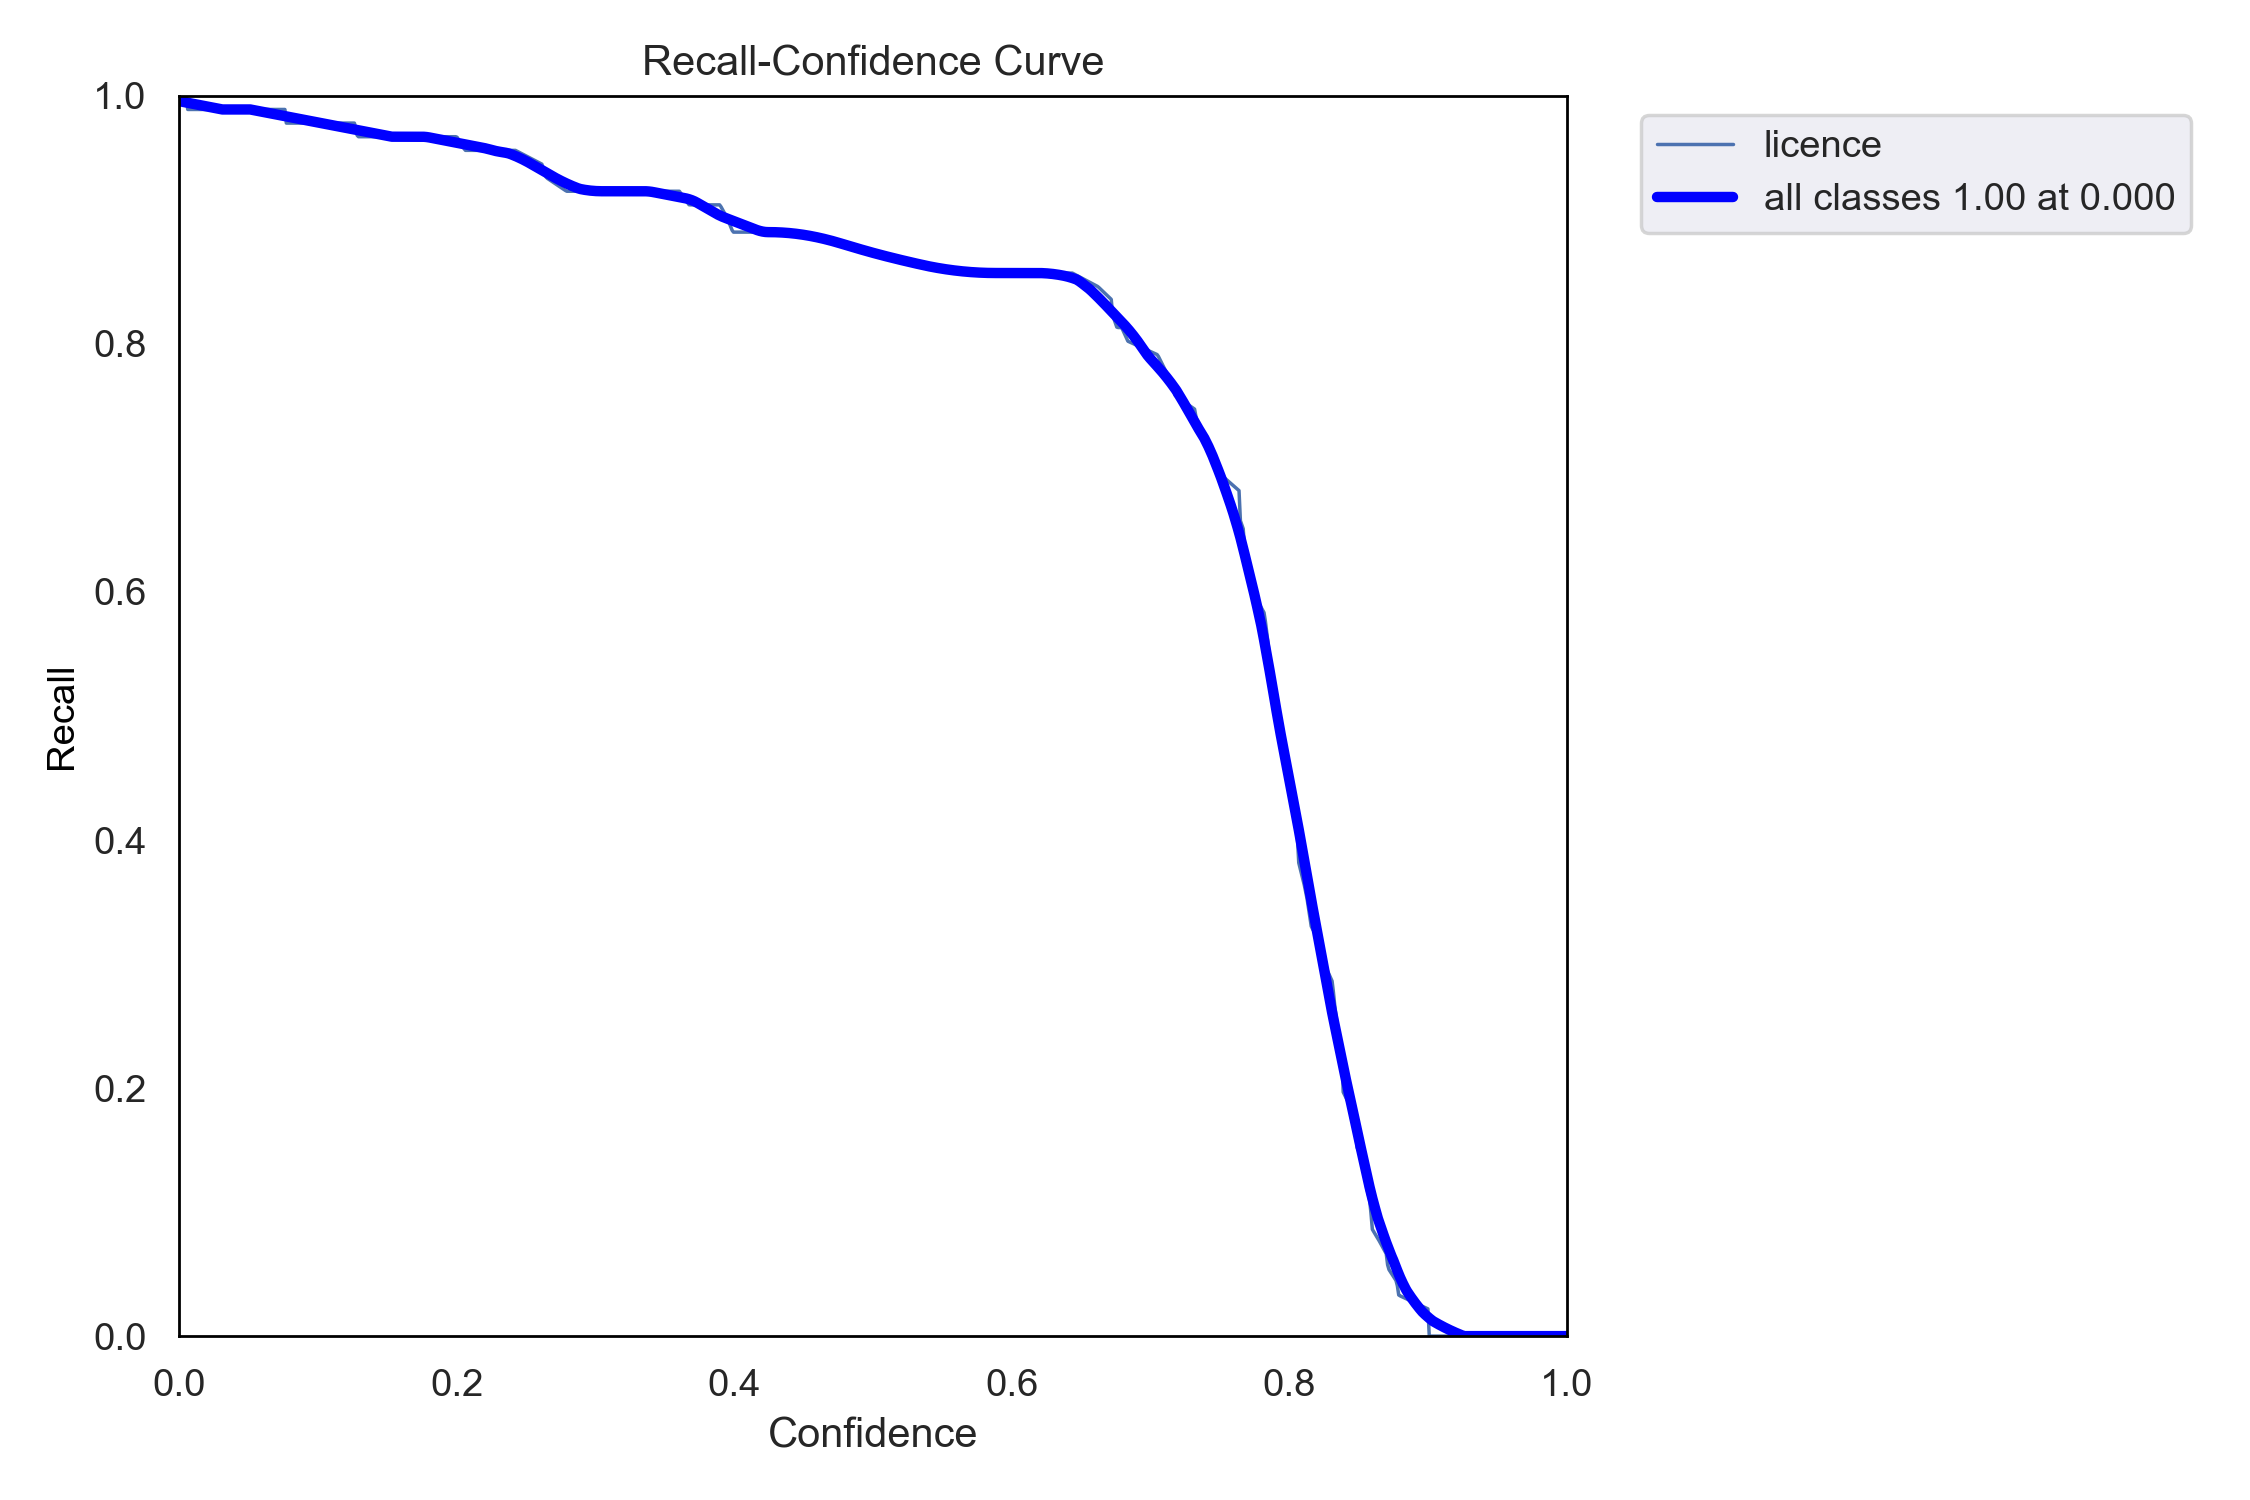 Recall-Confidence Curve
1.0
0.8
0.6
0.4
0.2
0.0
Recall
0.0 0.2 0.4 0.6 0.8 1.0
Confidence
licence
all classes 1.00 at 0.000